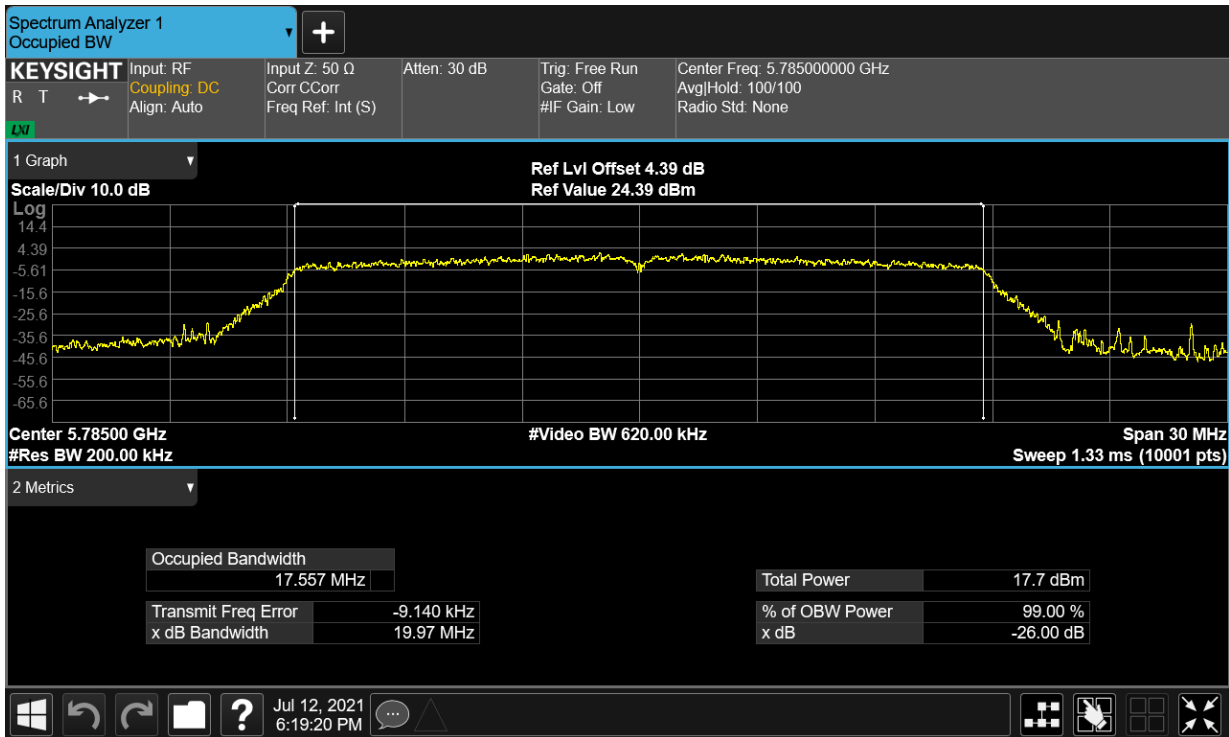 Spectrum Analyzer 1
Occupied BW
KEYSIGHT
R T
LXI
Input: RF
Coupling: DC
Align: Auto
Input Z: 50 Ω
Corr CCorr
Freq Ref: Int (S)
Atten: 30 dB
Trig: Free Run
Gate: Off
#IF Gain: Low
Center Freq: 5.785000000 GHz
Avg|Hold: 100/100
Radio Std: None
1 Graph
Scale/Div 10.0 dB
Ref Lvl Offset 4.39 dB
Ref Value 24.39 dBm
Log
14.4
4.39
-5.61
-15.6
-25.6
-35.6
-45.6
-55.6
-65.6
Center 5.78500 GHz
#Video BW 620.00 kHz
Span 30 MHz
#Res BW 200.00 kHz
Sweep 1.33 ms (10001 pts)
2 Metrics
Occupied Bandwidth
17.557 MHz
Total Power 17.7 dBm
Transmit Freq Error -9.140 kHz
% of OBW Power 99.00 %
x dB Bandwidth 19.97 MHz
x dB -26.00 dB
?
Jul 12, 2021
6:19:20 PM